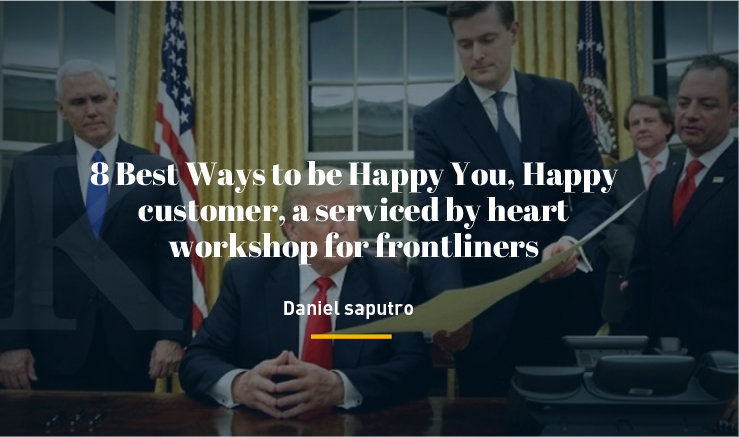 8 Best Ways to be Happy You, Happy
customer, a serviced by heart
workshop for frontliners
Daniel saputro